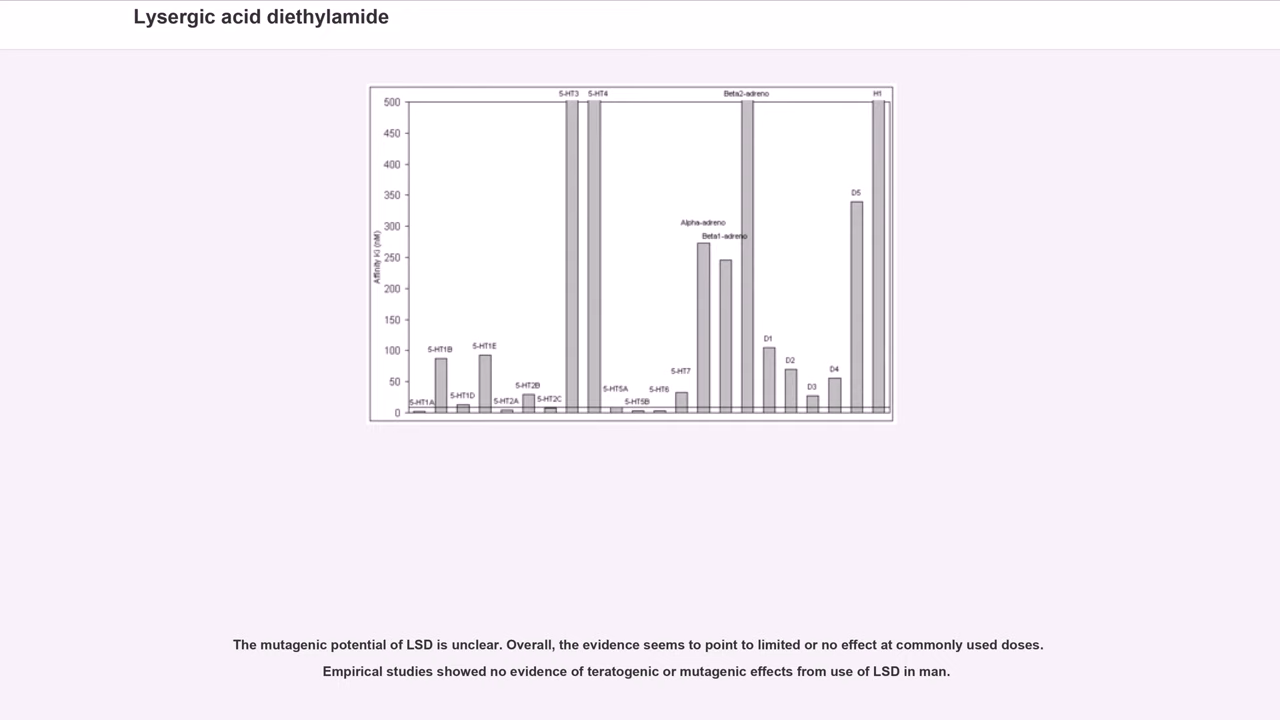 Lysergic acid diethylamide
5-HT3 5-HT4 Beta2-adreno H1
500
450
400
350
300
250
200
150
100
50
0
Affinity Ki (nM)
D5
Alpha-adreno
Beta1-adreno
D1
5-HT1E
5-HT1B
D2
5-HT7
D4
5-HT2B
D3
5-HT5A
5-HT6
5-HT1D
5-HT2C
5-HT2A
5-HT5B
5-HT1A
The mutagenic potential of LSD is unclear. Overall, the evidence seems to point to limited or no effect at commonly used doses.
Empirical studies showed no evidence of teratogenic or mutagenic effects from use of LSD in man.